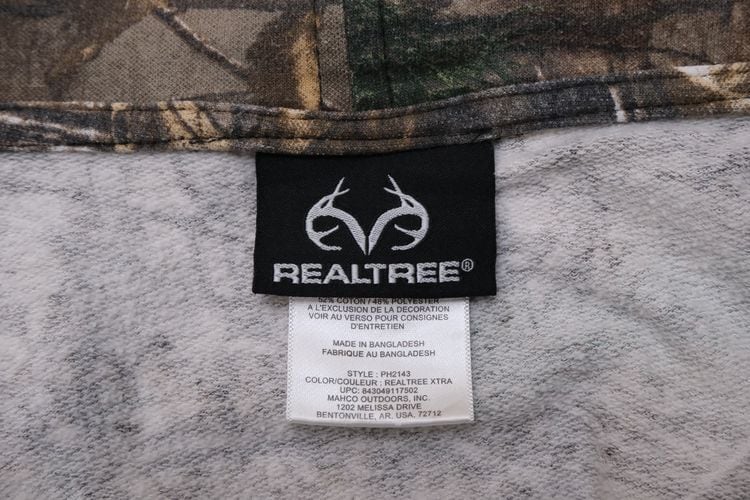 REALTREE®
52% COTON / 48% POLYESTER
A L'EXCLUSION DE LA DECORATION
VOIR AU VERSO POUR CONSIGNES
D'ENTRETIEN
MADE IN BANGLADESH
FABRIQUE AU BANGLADESH
STYLE : PH2143
COLOR/COULEUR : REALTREE XTRA
UPC: 843049117502
MAHCO OUTDOORS, INC.
1202 MELISSA DRIVE
BENTONVILLE, AR. USA, 72712